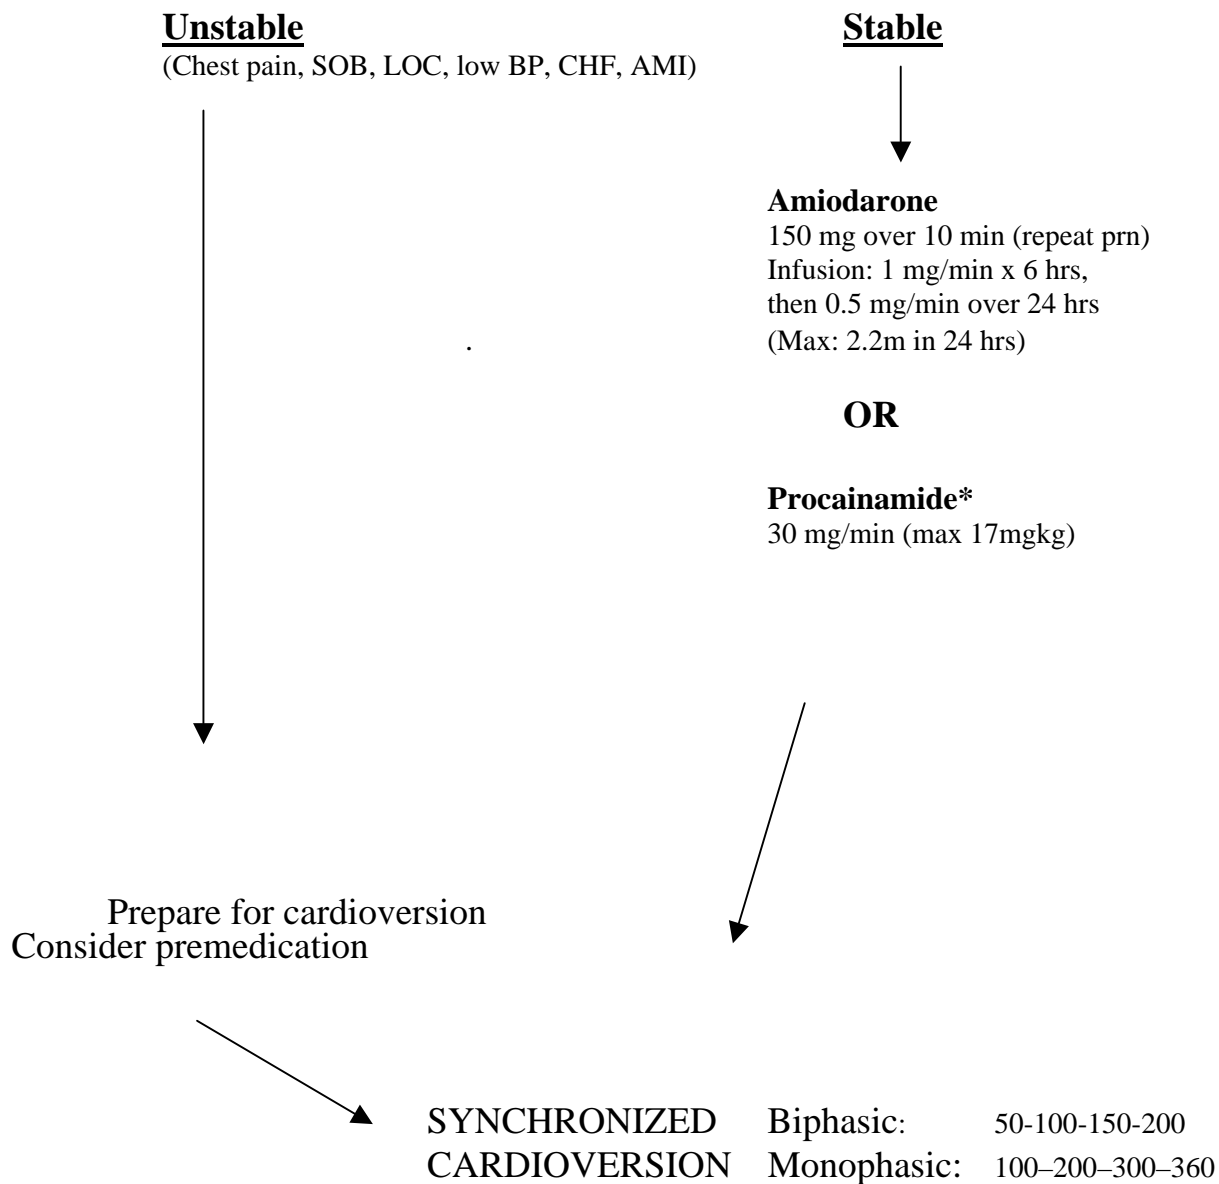 Unstable
(Chest pain, SOB, LOC, low BP, CHF, AMI)
Stable
Amiodarone
150 mg over 10 min (repeat prn)
Infusion: 1 mg/min x 6 hrs,
then 0.5 mg/min over 24 hrs
(Max: 2.2m in 24 hrs)
.
OR
Procainamide*
30 mg/min (max 17mgkg)
Prepare for cardioversion
Consider premedication
SYNCHRONIZED Biphasic: 50-100-150-200
CARDIOVERSION Monophasic: 100–200–300–360